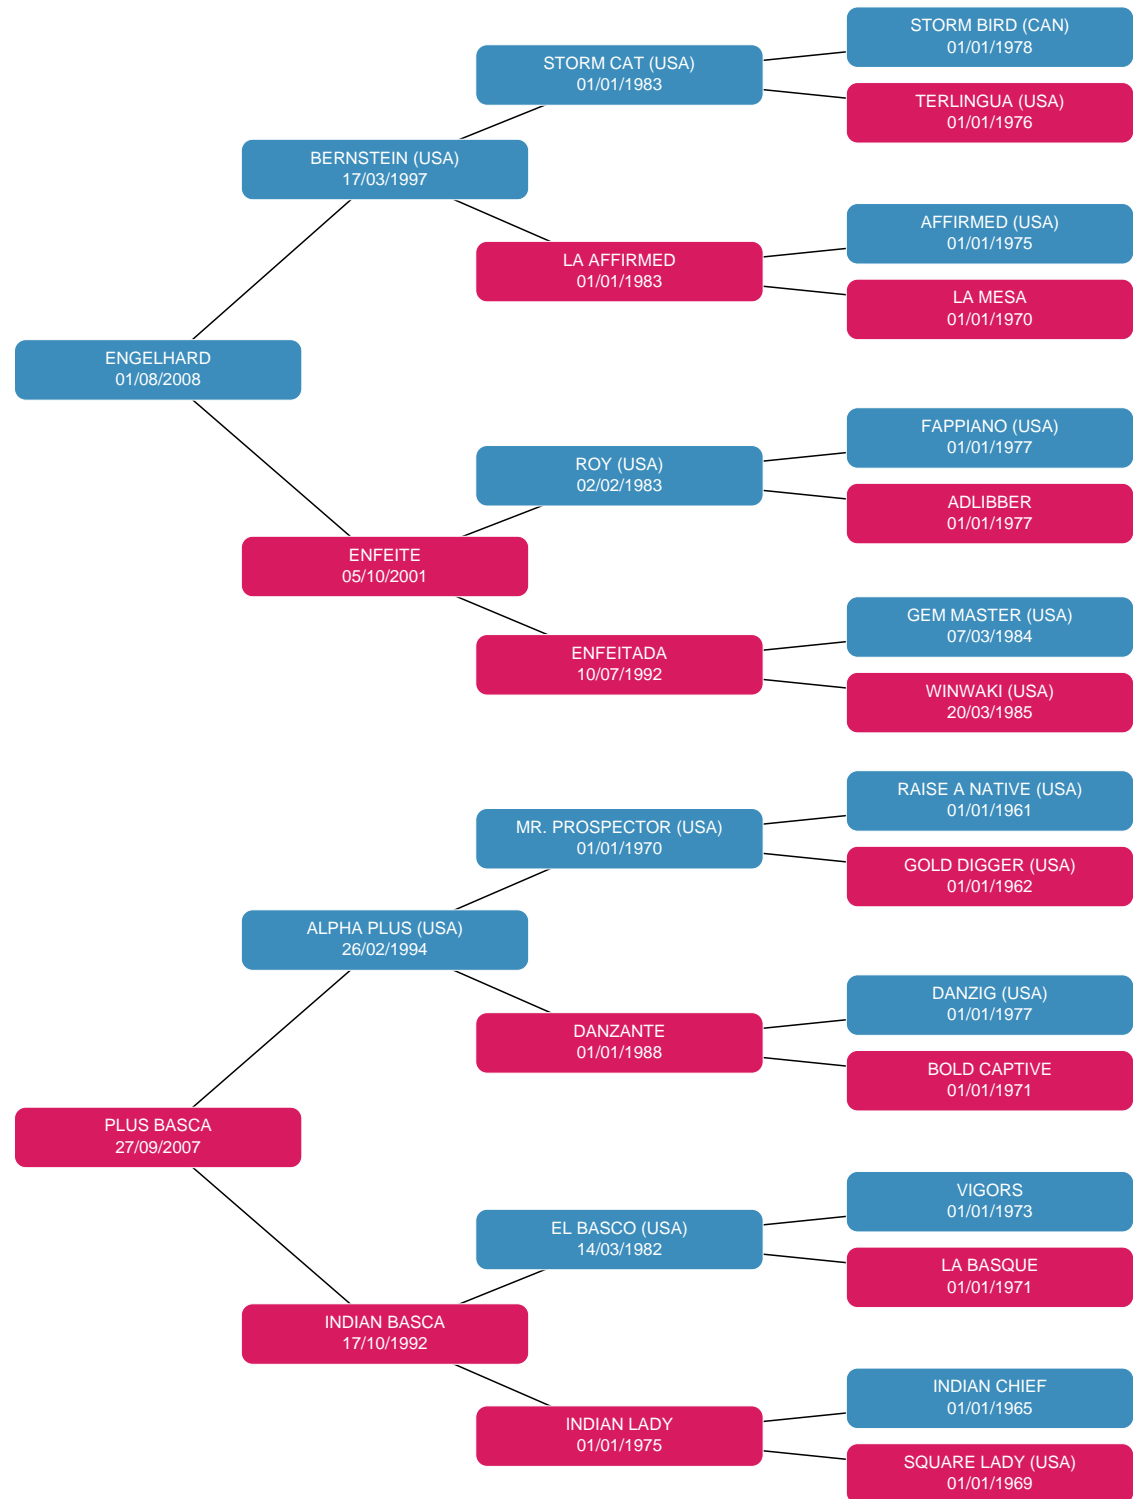 STORM BIRD (CAN)
01/01/1978
STORM CAT (USA)
01/01/1983
TERLINGUA (USA)
01/01/1976
BERNSTEIN (USA)
17/03/1997
AFFIRMED (USA)
01/01/1975
LA AFFIRMED
01/01/1983
LA MESA
01/01/1970
ENGELHARD
01/08/2008
FAPPIANO (USA)
01/01/1977
ROY (USA)
02/02/1983
ADLIBBER
01/01/1977
ENFEITE
05/10/2001
GEM MASTER (USA)
07/03/1984
ENFEITADA
10/07/1992
WINWAKI (USA)
20/03/1985
RAISE A NATIVE (USA)
01/01/1961
MR. PROSPECTOR (USA)
01/01/1970
GOLD DIGGER (USA)
01/01/1962
ALPHA PLUS (USA)
26/02/1994
DANZIG (USA)
01/01/1977
DANZANTE
01/01/1988
BOLD CAPTIVE
01/01/1971
PLUS BASCA
27/09/2007
VIGORS
01/01/1973
EL BASCO (USA)
14/03/1982
LA BASQUE
01/01/1971
INDIAN BASCA
17/10/1992
INDIAN CHIEF
01/01/1965
INDIAN LADY
01/01/1975
SQUARE LADY (USA)
01/01/1969